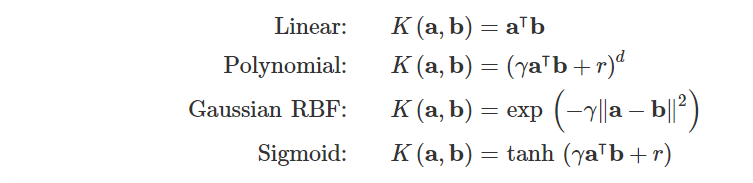 Linear: K (a, b) = aᵀb
Polynomial: K (a, b) = (γaᵀb + r)ᵈ
Gaussian RBF: K (a, b) = exp (−γ‖a − b‖²)
Sigmoid: K (a, b) = tanh (γaᵀb + r)